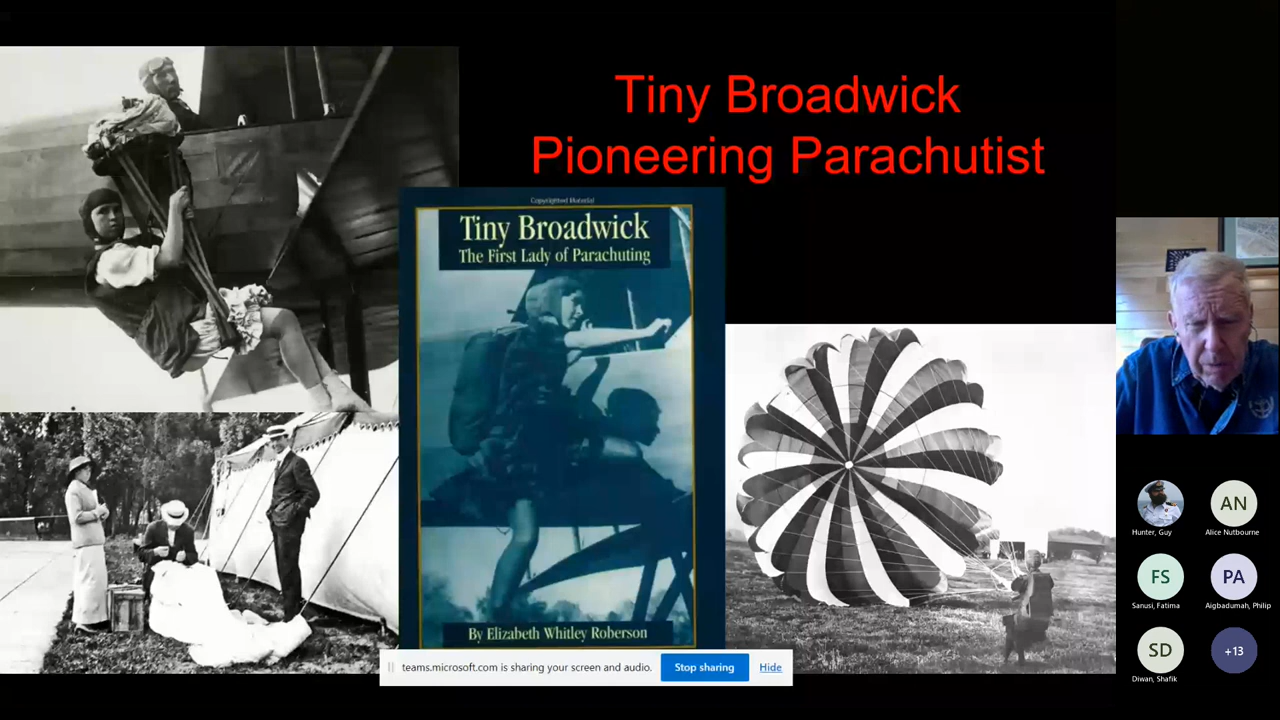 Tiny Broadwick
Pioneering Parachutist
Copyrighted Material
Tiny Broadwick
The First Lady of Parachuting
By Elizabeth Whitley Roberson
teams.microsoft.com is sharing your screen and audio.
Stop sharing
Hide
Hunter, Guy
AN
Alice Nutbourne
FS
Sanusi, Fatima
PA
Aigbadumah, Philip
SD
Diwan, Shafik
+13